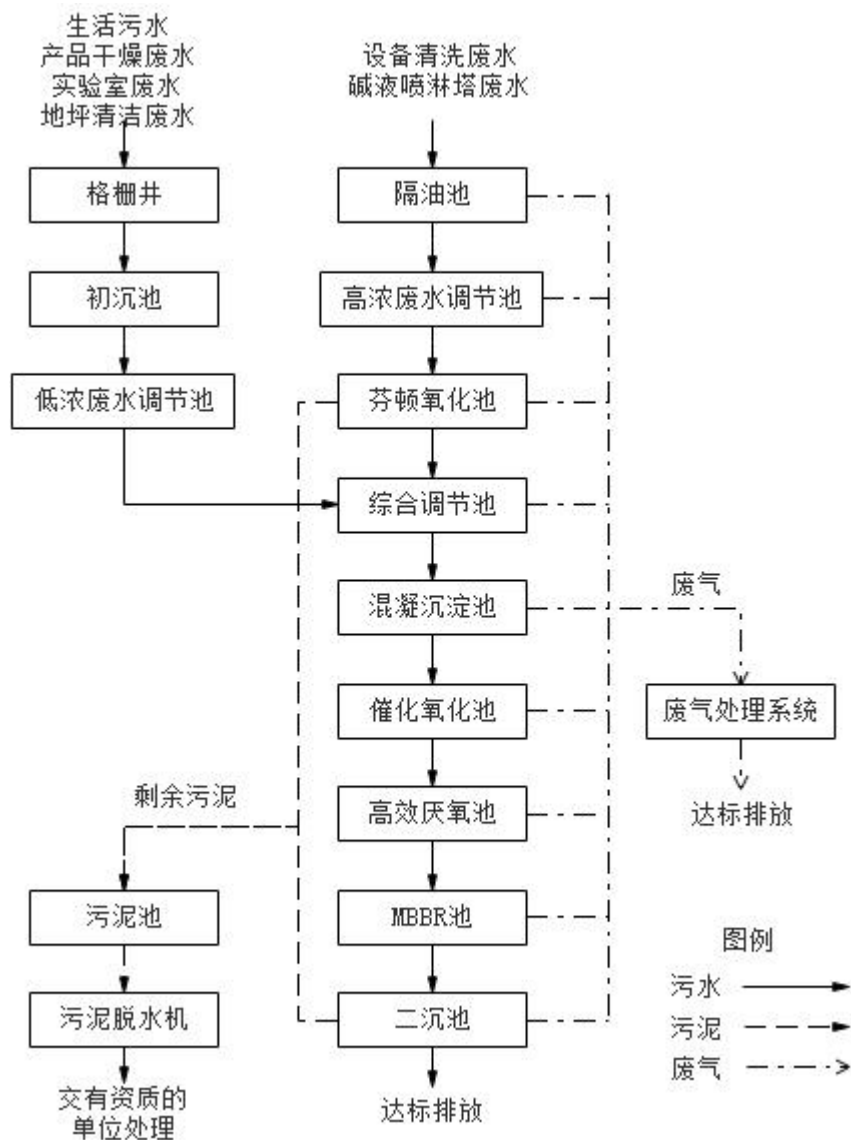 生活污水
产品干燥废水
实验室废水
地坪清洁废水
格栅井
初沉池
低浓废水调节池
设备清洗废水
碱液喷淋塔废水
隔油池
高浓废水调节池
芬顿氧化池
综合调节池
混凝沉淀池
催化氧化池
高效厌氧池
MBBR池
二沉池
达标排放
废气
废气处理系统
达标排放
剩余污泥
污泥池
污泥脱水机
交有资质的
单位处理
图例
污水
污泥
废气